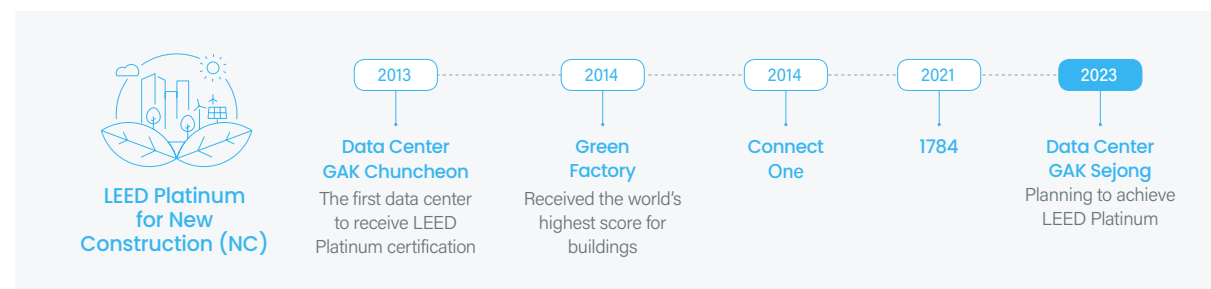 LEED Platinum
for New
Construction (NC)
2013
Data Center
GAK Chuncheon
The first data center
to receive LEED
Platinum certification
2014
Green
Factory
Received the world's
highest score for
buildings
2014
Connect
One
2021
1784
2023
Data Center
GAK Sejong
Planning to achieve
LEED Platinum